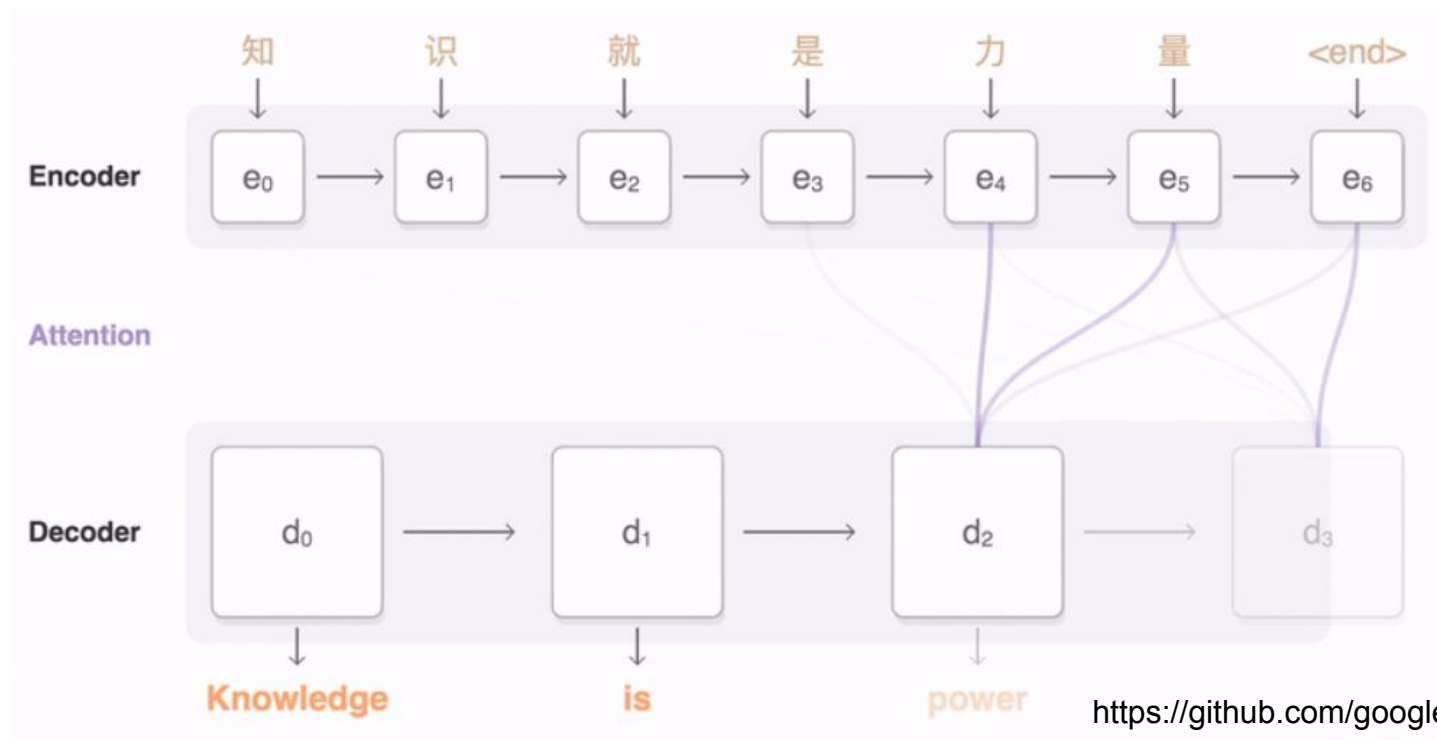 知 识 就 是 力 量 <end>
Encoder e₀ e₁ e₂ e₃ e₄ e₅ e₆
Attention
Decoder d₀ d₁ d₂ d₃
Knowledge is power
https://github.com/google